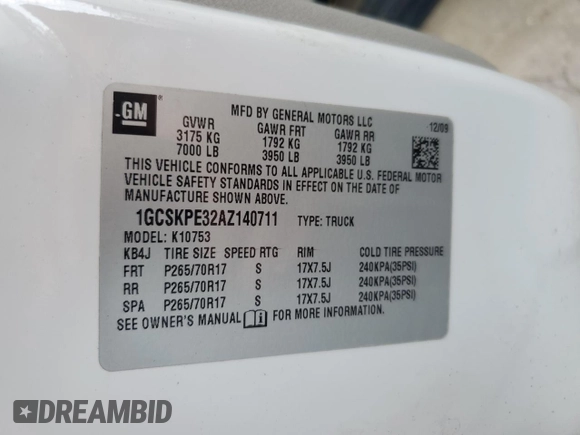 GM
®
MFD BY GENERAL MOTORS LLC
12/09
GVWR GAWR FRT GAWR RR
3175 KG 1792 KG 1792 KG
7000 LB 3950 LB 3950 LB
THIS VEHICLE CONFORMS TO ALL APPLICABLE U.S. FEDERAL MOTOR
VEHICLE SAFETY STANDARDS IN EFFECT ON THE DATE OF
MANUFACTURE SHOWN ABOVE.
1GCSKPE32AZ140711 TYPE: TRUCK
MODEL: K10753
KB4J TIRE SIZE SPEED RTG RIM COLD TIRE PRESSURE
FRT P265/70R17 S 17X7.5J 240KPA(35PSI)
RR P265/70R17 S 17X7.5J 240KPA(35PSI)
SPA P265/70R17 S 17X7.5J 240KPA(35PSI)
SEE OWNER'S MANUAL FOR MORE INFORMATION.
DREAMBID